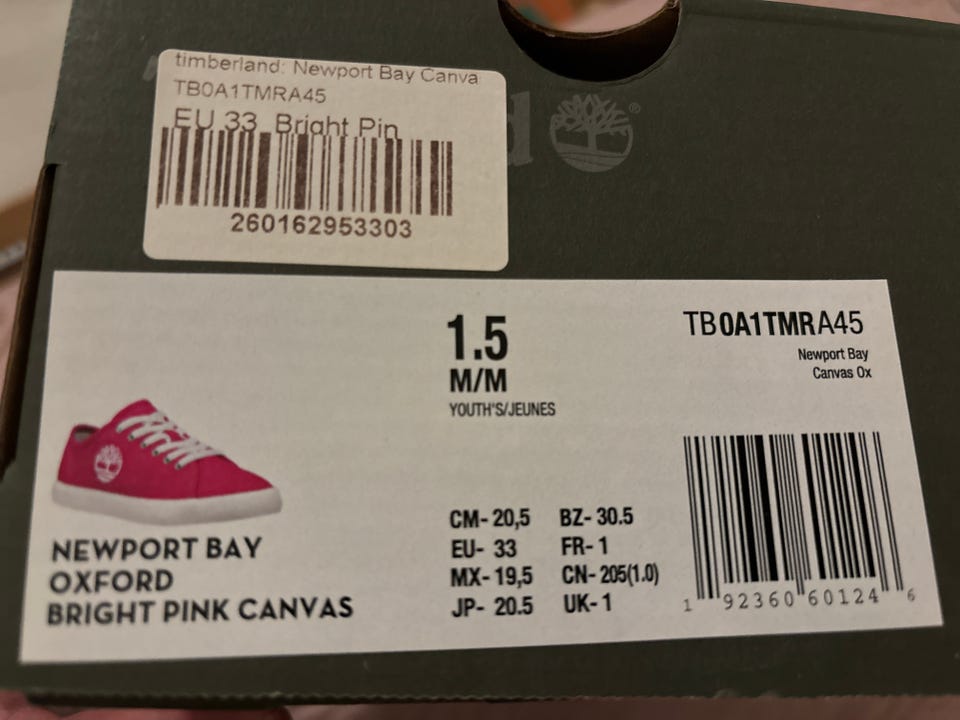 timberland: Newport Bay Canva
TB0A1TMRA45
EU 33 Bright Pin
260162953303
d ®
1.5
M/M
YOUTH'S/JEUNES
TB0A1TMRA45
Newport Bay
Canvas Ox
NEWPORT BAY
OXFORD
BRIGHT PINK CANVAS
CM- 20,5 BZ- 30.5
EU- 33 FR- 1
MX- 19,5 CN- 205(1.0)
JP- 20.5 UK- 1
1 92360 60124 6